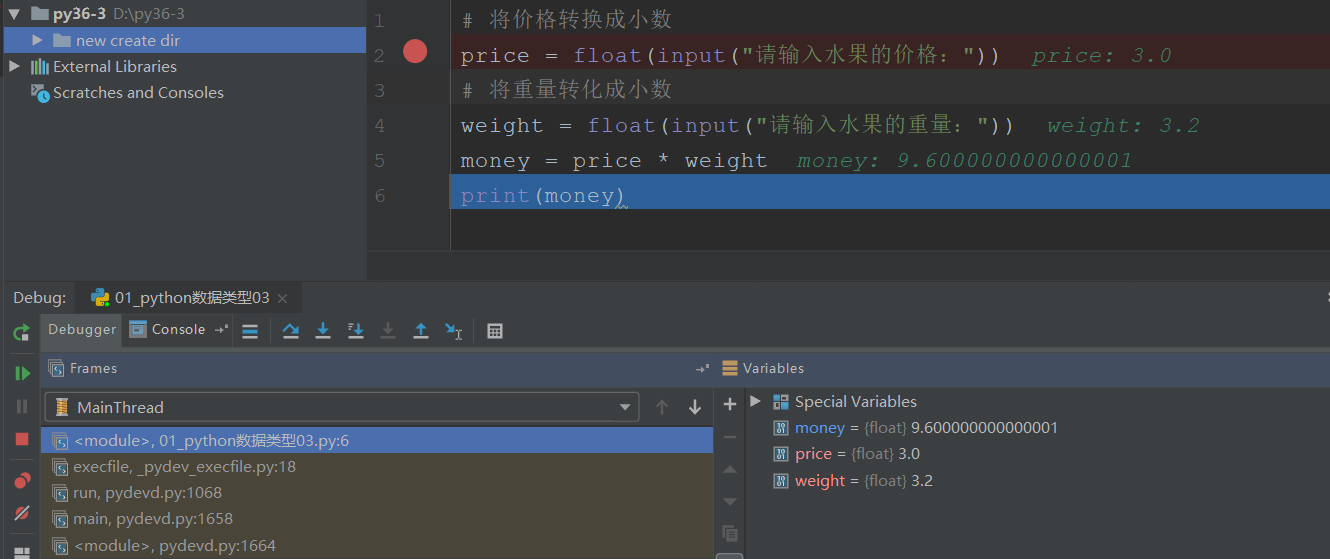 py36-3 D:\py36-3
new create dir
External Libraries
Scratches and Consoles
1 # 将价格转换成小数
2 price = float(input("请输入水果的价格：")) price: 3.0
3 # 将重量转化成小数
4 weight = float(input("请输入水果的重量：")) weight: 3.2
5 money = price * weight money: 9.600000000000001
6 print(money)
Debug: 01_python数据类型03
Debugger Console
Frames
MainThread
<module>, 01_python数据类型03.py:6
execfile, _pydev_execfile.py:18
run, pydevd.py:1068
main, pydevd.py:1658
<module>, pydevd.py:1664
Variables
Special Variables
money = {float} 9.600000000000001
price = {float} 3.0
weight = {float} 3.2